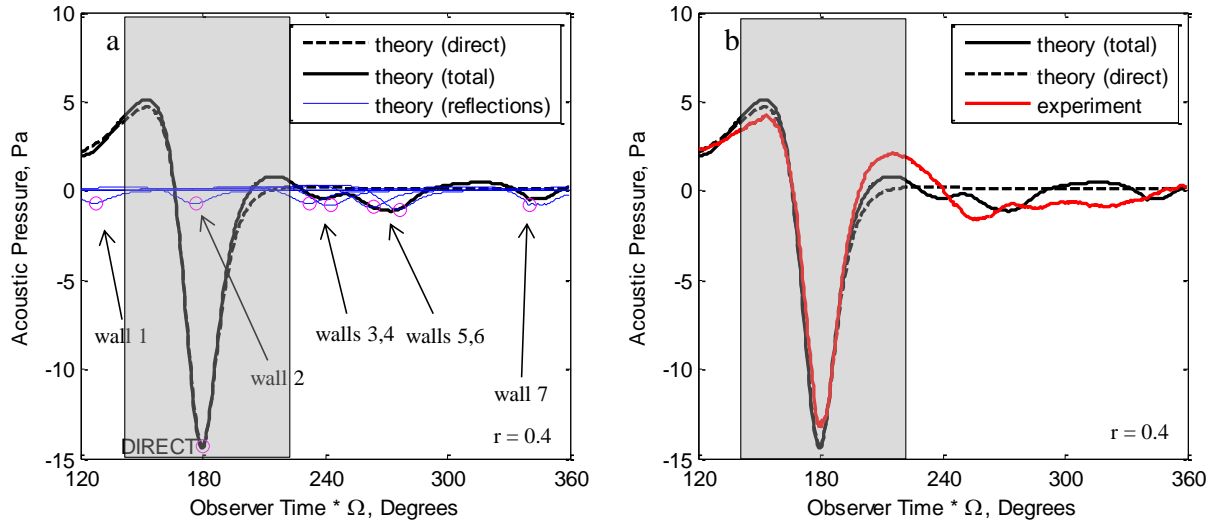 a
theory (direct)
theory (total)
theory (reflections)
10
5
0
-5
-10
-15
Acoustic Pressure, Pa
wall 1
wall 2
walls 3,4
walls 5,6
wall 7
DIRECT
r = 0.4
120
180
240
300
360
Observer Time * Ω, Degrees
b
theory (total)
theory (direct)
experiment
10
5
0
-5
-10
-15
Acoustic Pressure, Pa
r = 0.4
120
180
240
300
360
Observer Time * Ω, Degrees